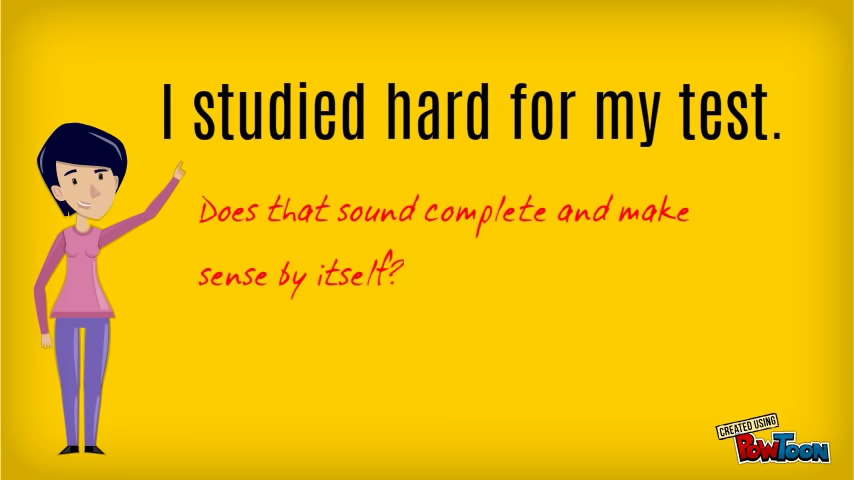 I studied hard for my test.
Does that sound complete and make
sense by itself?
CREATED USING
POWTOON